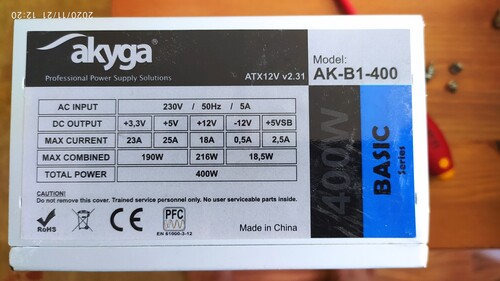 2020/11/21 12:20
akyga
Professional Power Supply Solutions
ATX12V v2.31
Model:
AK-B1-400
AC INPUT 230V / 50Hz / 5A
DC OUTPUT +3,3V +5V +12V -12V +5VSB
MAX CURRENT 23A 25A 18A 0,5A 2,5A
MAX COMBINED 190W 216W 18,5W
TOTAL POWER 400W
400W
BASIC
Series
CAUTION!
Do not remove this cover. Trained service personnel only. No user serviceable parts inside.
RoHS
CE
PFC
EN 61000-3-12
Made in China